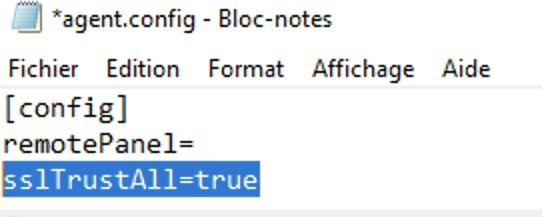 *agent.config - Bloc-notes
Fichier Edition Format Affichage Aide
[config]
remotePanel=
sslTrustAll=true